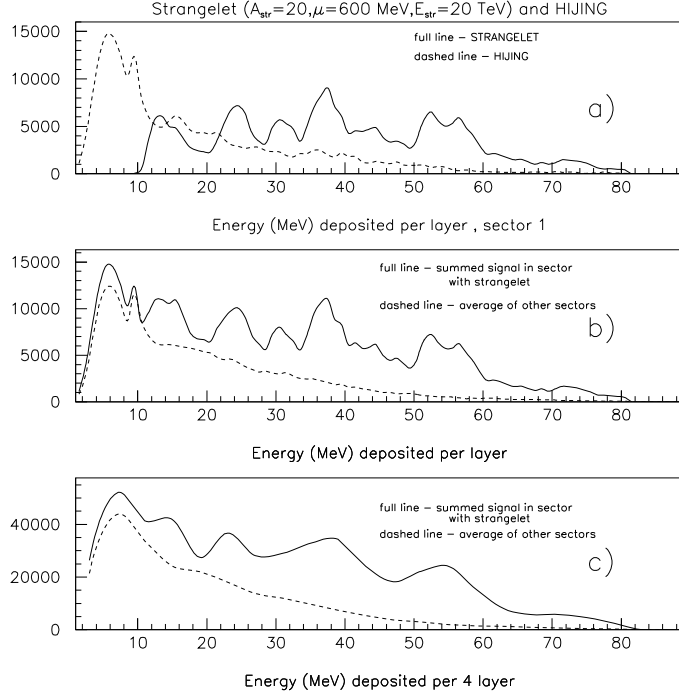 Strangelet (Astr=20,μ=600 MeV,Estr=20 TeV) and HIJING
full line – STRANGELET
dashed line – HIJING
15000
10000
5000
0
a)
10 20 30 40 50 60 70 80
Energy (MeV) deposited per layer , sector 1
full line – summed signal in sector
with strangelet
dashed line – average of other sectors
15000
10000
5000
0
b)
10 20 30 40 50 60 70 80
Energy (MeV) deposited per layer
full line – summed signal in sector
with strangelet
dashed line – average of other sectors
40000
20000
0
c)
10 20 30 40 50 60 70 80
Energy (MeV) deposited per 4 layer